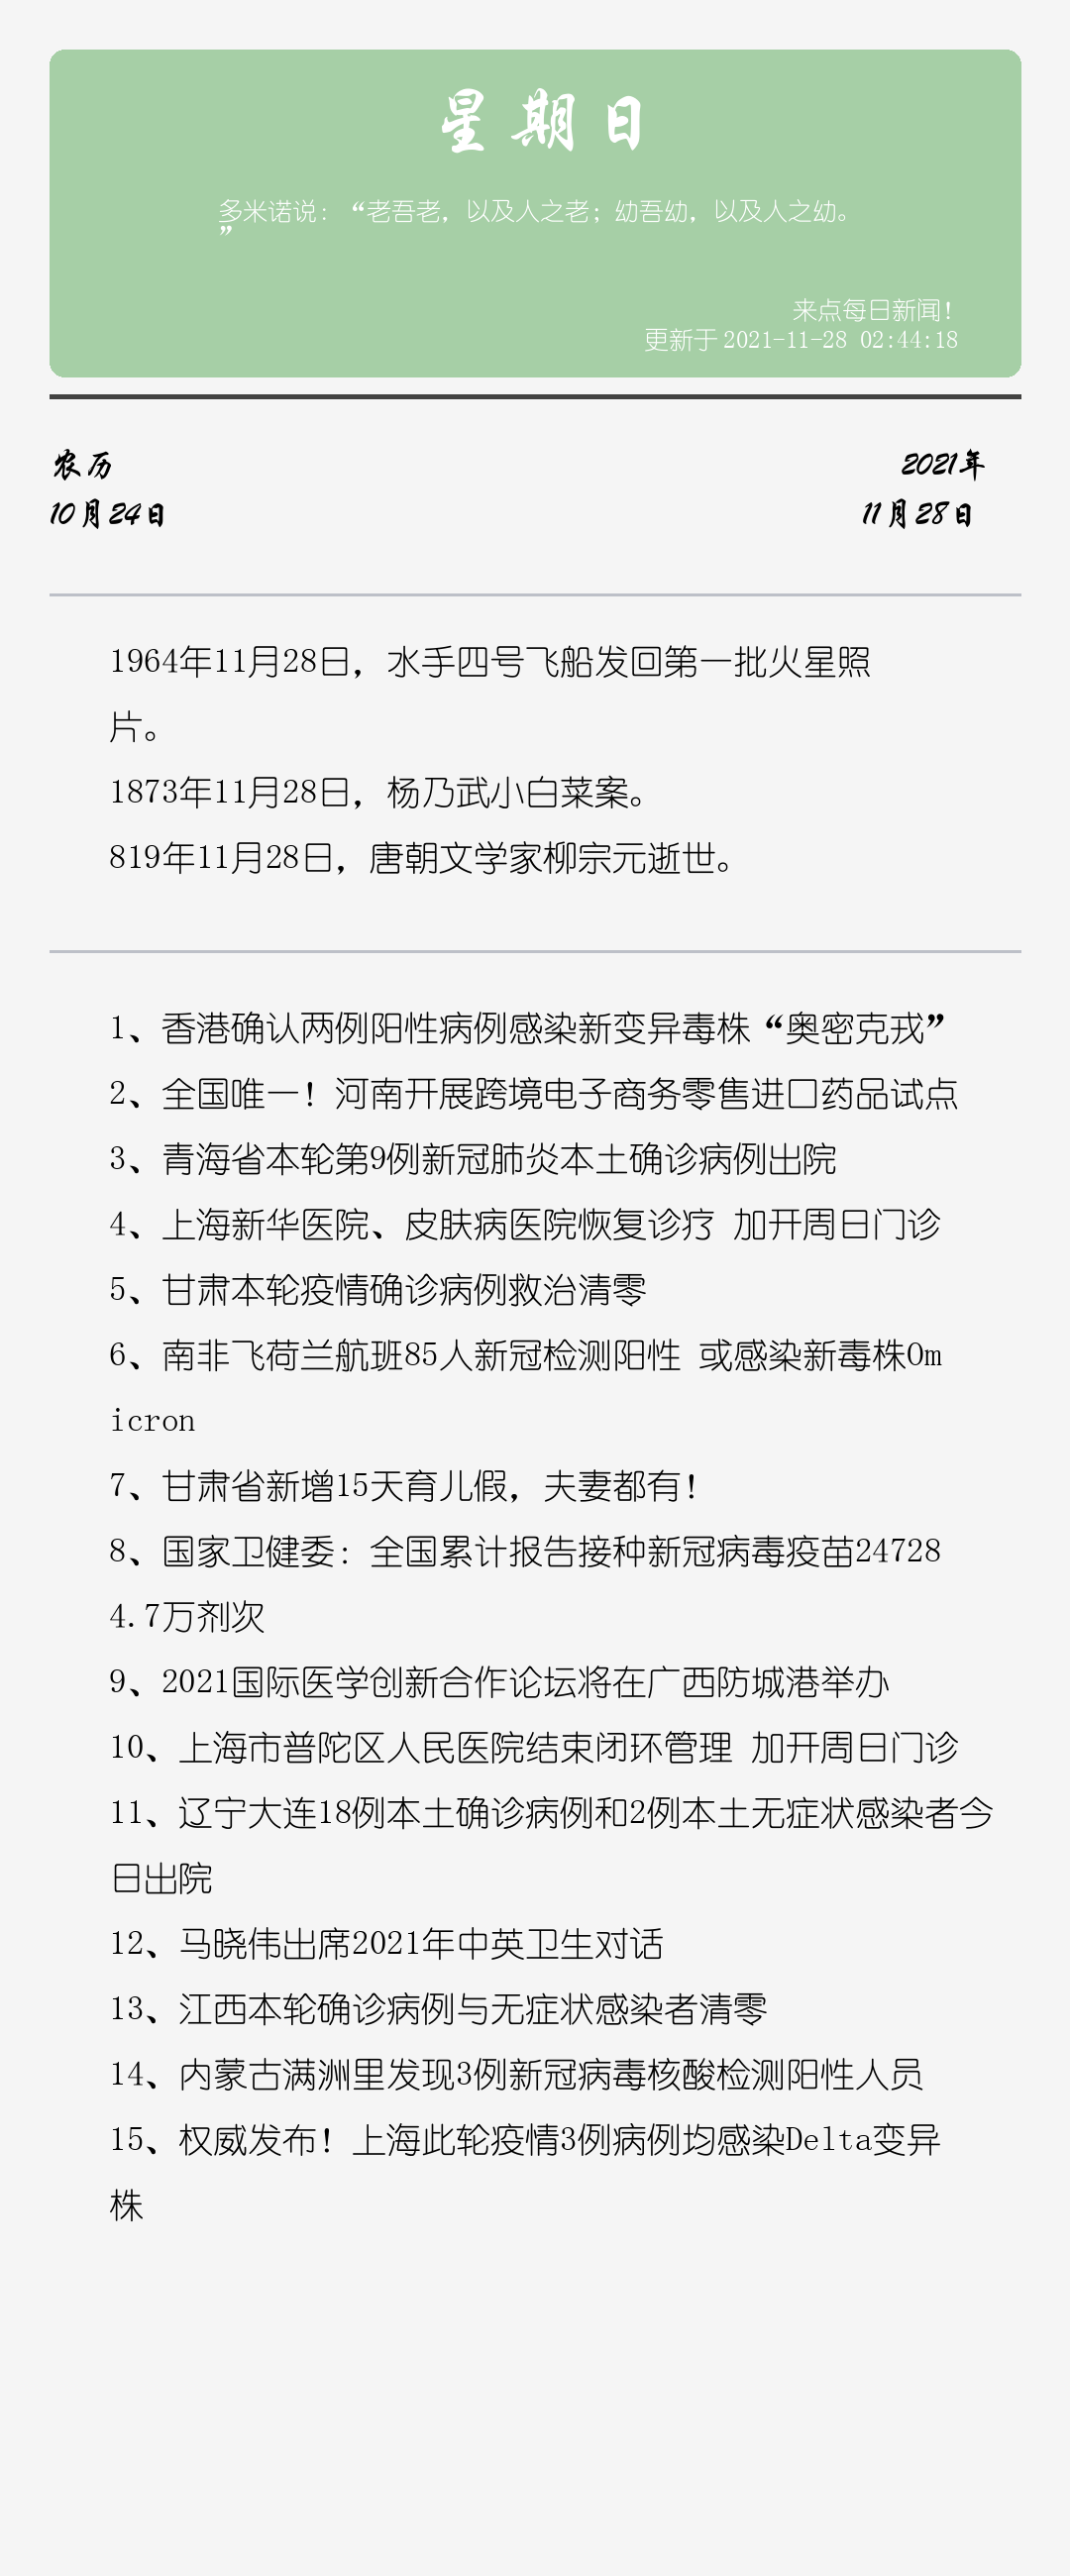 星期日
多米诺说：“老吾老，以及人之老；幼吾幼，以及人之幼。
”
来点每日新闻！
更新于 2021-11-28 02:44:18
农历
2021年
10月24日
11月28日
1964年11月28日，水手四号飞船发回第一批火星照
片。
1873年11月28日，杨乃武小白菜案。
819年11月28日，唐朝文学家柳宗元逝世。
1、香港确认两例阳性病例感染新变异毒株“奥密克戎”
2、全国唯一！河南开展跨境电子商务零售进口药品试点
3、青海省本轮第9例新冠肺炎本土确诊病例出院
4、上海新华医院、皮肤病医院恢复诊疗 加开周日门诊
5、甘肃本轮疫情确诊病例救治清零
6、南非飞荷兰航班85人新冠检测阳性 或感染新毒株Om
icron
7、甘肃省新增15天育儿假，夫妻都有！
8、国家卫健委：全国累计报告接种新冠病毒疫苗24728
4.7万剂次
9、2021国际医学创新合作论坛将在广西防城港举办
10、上海市普陀区人民医院结束闭环管理 加开周日门诊
11、辽宁大连18例本土确诊病例和2例本土无症状感染者今
日出院
12、马晓伟出席2021年中英卫生对话
13、江西本轮确诊病例与无症状感染者清零
14、内蒙古满洲里发现3例新冠病毒核酸检测阳性人员
15、权威发布！上海此轮疫情3例病例均感染Delta变异
株